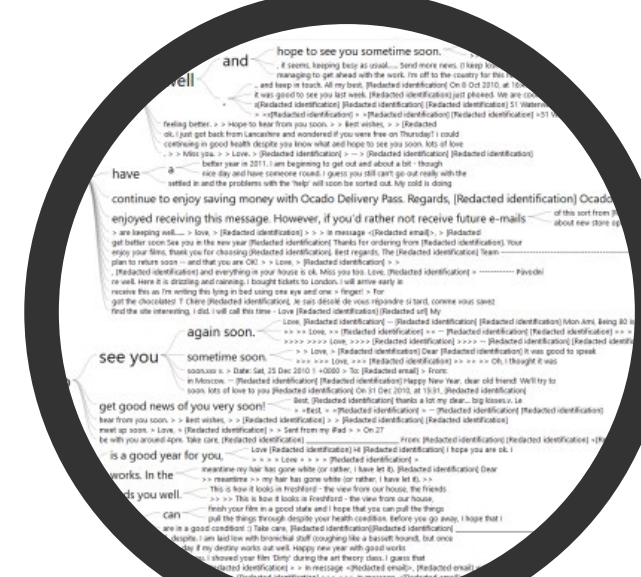 hope to see you sometime soon.
and
, it seems, keeping busy as usual..... Send more news. (I keep
managing to get ahead with the work. I'm off to the country for this
well
, and keep in touch. All my best, [Redacted identification] On 8 Oct 2010, at
it was good to see you last week. [Redacted identification] just phoned. We are
[Redacted identification] [Redacted identification] [Redacted identification] 51
[Redacted identification] > [Redacted identification] [Redacted identification]
feeling better. > > Hope to hear from you soon. > > Best wishes, > > [Redacted
ok. I just got back from Lancashire and wondered if you were free on Thursday!! I could
continuing in good health despite you know what and hope to see you soon. lots of love
. > > Miss you. > > Love. > [Redacted identification] > -- > [Redacted identification]
have
a
better year in 2011. I am beginning to get out and about a bit - though
nice day and have someone round. I guess you still can't go out really with the
settled in and the problems with the 'help' will soon be sorted out. My cold is doing
continue to enjoy saving money with Ocado Delivery Pass. Regards, [Redacted identification] Ocado
enjoyed receiving this message. However, if you'd rather not receive future e-mails
of this sort from
about new store
> are keeping well..... > love, > [Redacted identification] > > > In message <[Redacted email]>, > [Redacted
get better soon See you in the new year [Redacted identification] Thanks for ordering from [Redacted identification]. Your
enjoy your films, thank you for choosing [Redacted identification]. Best regards, The [Redacted identification] Team
plan to return soon -- and that you are OK! > > Love, > [Redacted identification] > >
, [Redacted identification] and everything in your house is ok. Miss you too. Love, [Redacted identification] > ------------ Původní
re well. Here it is drizzling and rainning. I bought tickets to London. I will arrive early in
receive this as I'm writing this lying in bed using one eye and one > finger! > For
got the chocolates! T Chère [Redacted identification], Je suis désolé de vous répondre si tard, comme vous savez
find the site interesting, I did. I will call this time - Love [Redacted identification] [Redacted url] My
again soon.
Love, [Redacted identification] -- [Redacted identification] [Redacted identification] Mon Ami, Being 80 is
>> >> Love, >> [Redacted identification] [Redacted identification] >> -- > [Redacted identification] [Redacted identification] >> >
>>>> >>>> Love, >>>> [Redacted identification] >>>> -- > [Redacted identification] [Redacted
see you
sometime soon.
> > Love, > [Redacted identification] Dear [Redacted identification] It was good to speak
>>> >>> Love, >>> [Redacted identification] [Redacted identification] >> >> >> Oh, I thought it was
soon.xxx v. > Date: Sat, 25 Dec 2010 1 +0000 > To: [Redacted email] > From:
in Moscow. -- [Redacted identification] [Redacted identification] Happy New Year, dear old friend! We'll try to
soon. lots of love to you [Redacted identification] On 31 Dec 2010, at 15:31, [Redacted identification]
get good news of you very soon!
Best, [Redacted identification] thanks a lot my dear... big kisses.v. Le
> >Best, > >[Redacted identification] > -- [Redacted identification] [Redacted identification]
hear from you soon. > > Best wishes, > > [Redacted identification] > > [Redacted identification]
meet up soon. > Love, > [Redacted identification] > > Sent from my iPad > > On 27
be with you around 4pm. Take care, [Redacted identification]
From: [Redacted identification] [Redacted identification]
is a good year for you,
Love [Redacted identification] Hi [Redacted identification] I hope you are ok. I
> > > > Love > > > > [Redacted identification] >
works. In the
meantime my hair has gone white (or rather, I have let it). [Redacted identification] Dear
>> meantime >> my hair has gone white (or rather, I have let it). >>
ds you well.
This is how it looks in Freshford - the view from our house, the friends
>> >> This is how it looks in Freshford - the view from our house,
can
finish your film in good state and I hope that you can pull the things
pull the things through despite your health condition. Before you go away, I hope that I
are in a good condition! :) Take care, [Redacted identification][Redacted identification]
, despite. I am laid low with bronchial stuff (coughing like a bassett hound), but once
day if my destiny works out well. Happy new year with good works
I showed your film 'Dirty' during the art theory class. I guess that
[Redacted identification] > > In message <[Redacted email]>, [Redacted email]